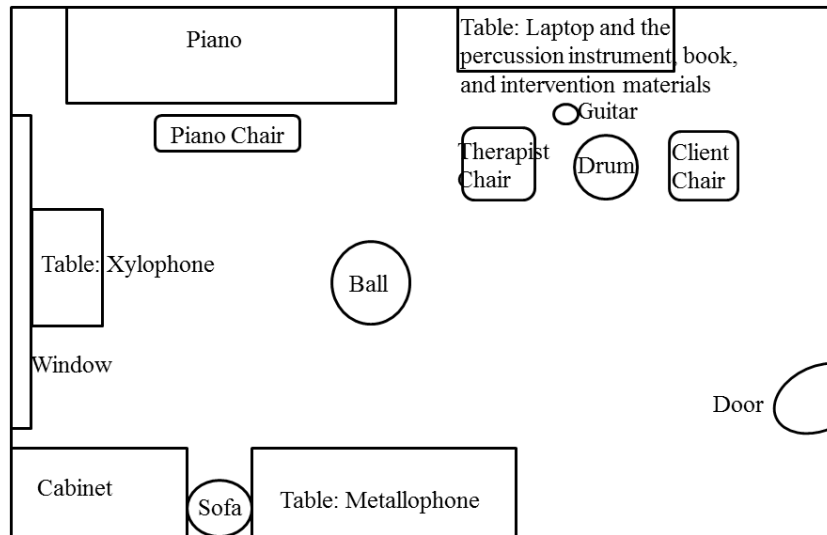 Piano
Table: Laptop and the
percussion instrument, book,
and intervention materials
Guitar
Piano Chair
Therapist
Chair
Drum
Client
Chair
Table: Xylophone
Ball
Window
Door
Cabinet
Sofa
Table: Metallophone